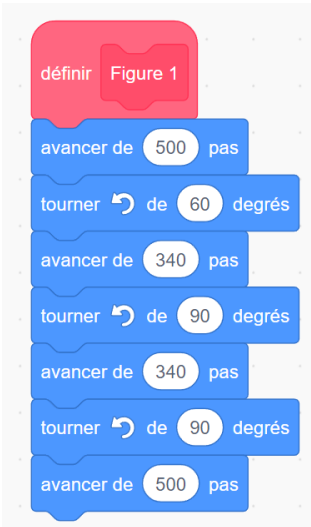 définir Figure 1
avancer de 500 pas
tourner de 60 degrés
avancer de 340 pas
tourner de 90 degrés
avancer de 340 pas
tourner de 90 degrés
avancer de 500 pas